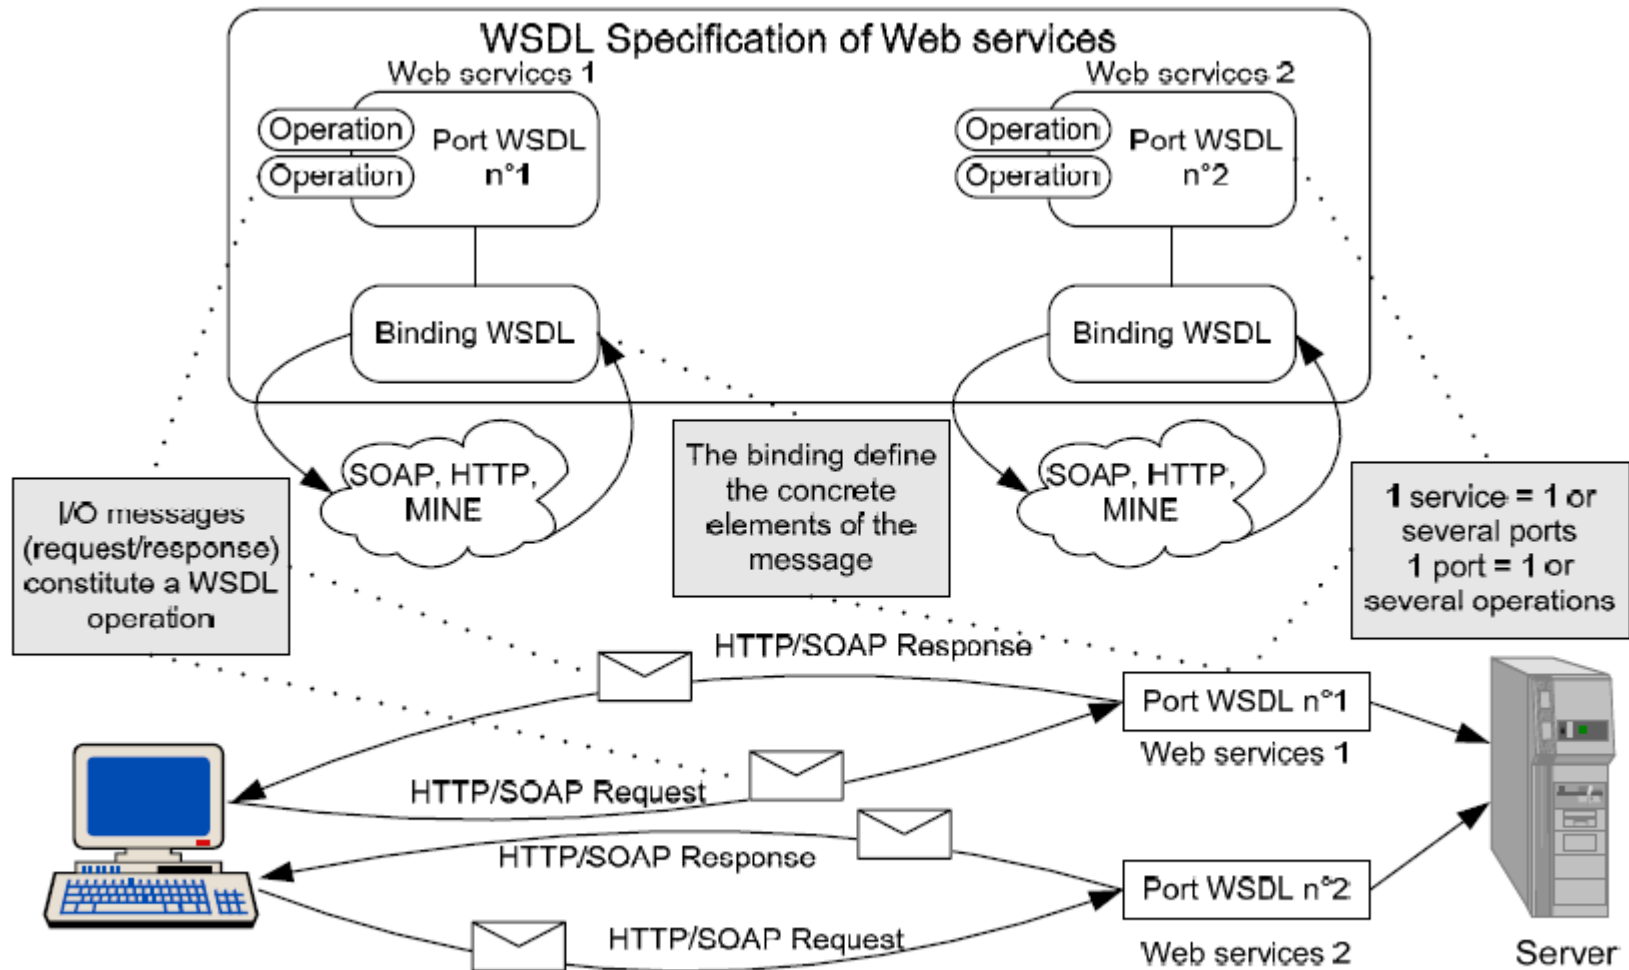 WSDL Specification of Web services
Web services 1
Web services 2
Operation
Operation
Port WSDL
n°1
Operation
Operation
Port WSDL
n°2
Binding WSDL
Binding WSDL
SOAP, HTTP,
MINE
The binding define
the concrete
elements of the
message
SOAP, HTTP,
MINE
I/O messages
(request/response)
constitute a WSDL
operation
1 service = 1 or
several ports
1 port = 1 or
several operations
HTTP/SOAP Response
Port WSDL n°1
Web services 1
HTTP/SOAP Request
HTTP/SOAP Response
Port WSDL n°2
HTTP/SOAP Request
Web services 2
Server